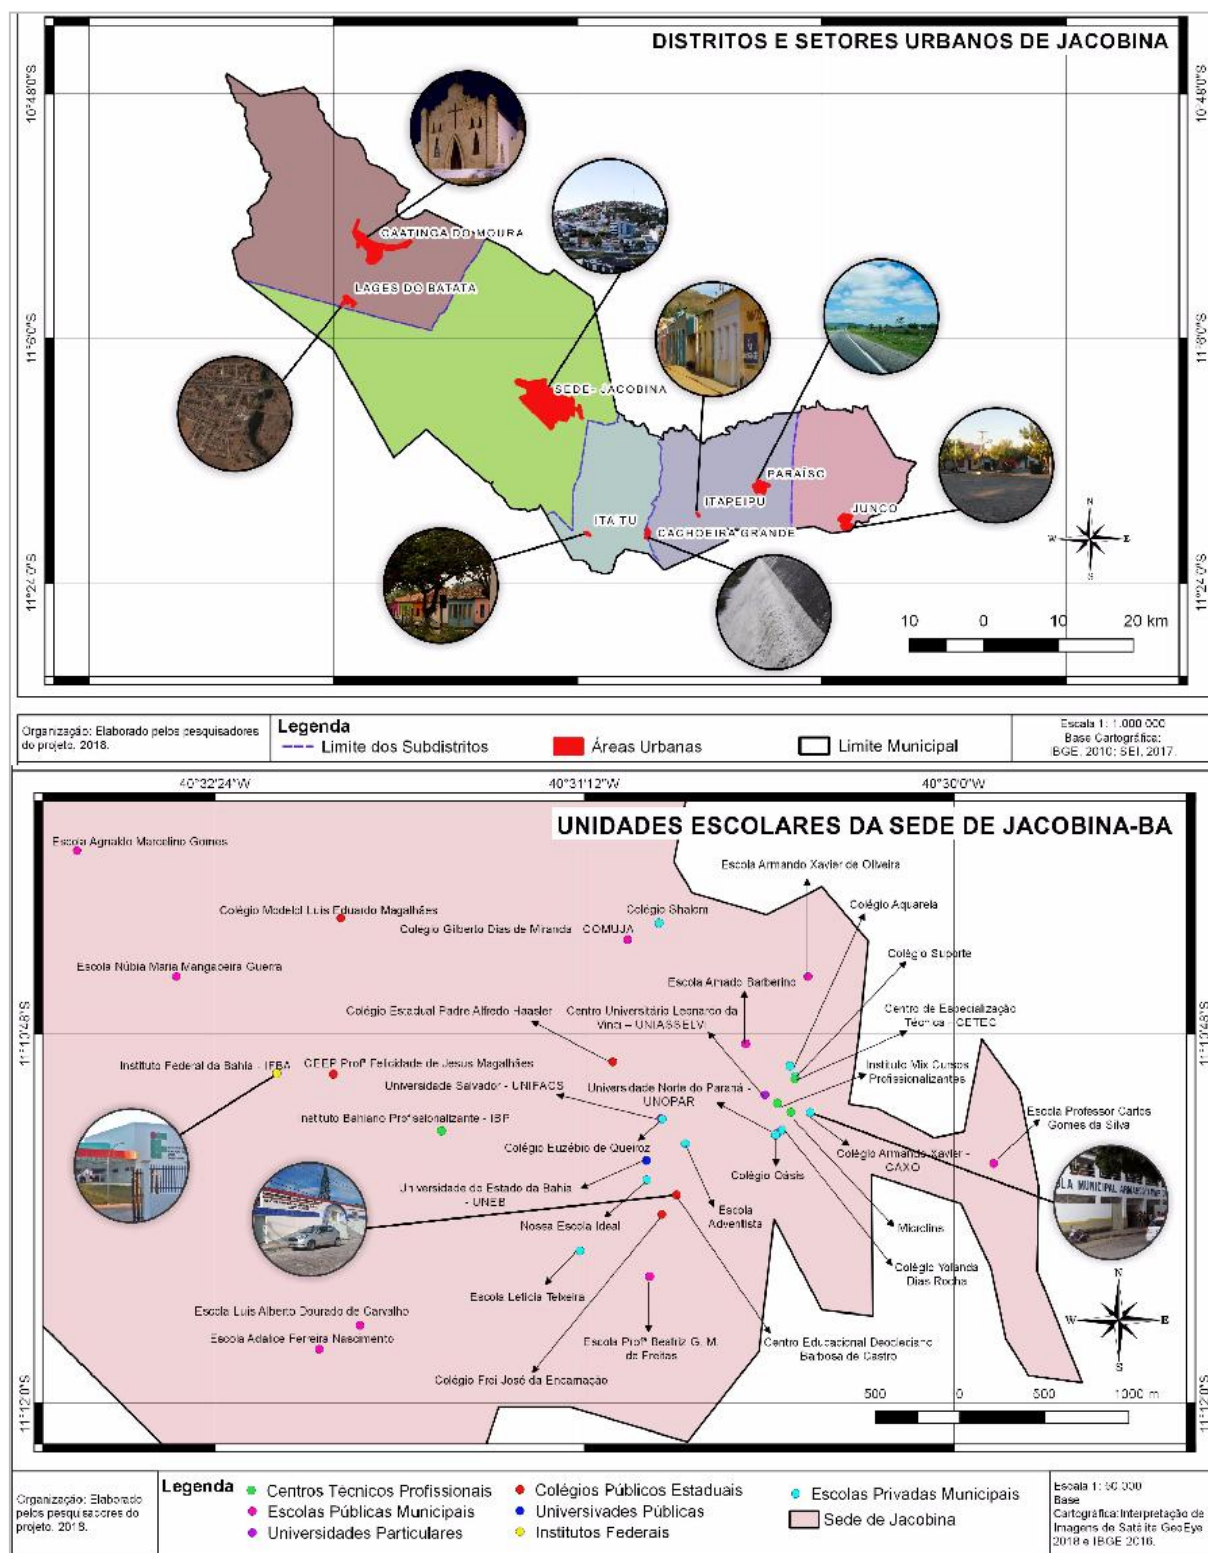 DISTRITOS E SETORES URBANOS DE JACOBINA
10°48'0"S
10°48'0"S
CAATINGA DO MOURA
LAGES DO BATATA
11°6'0"S
11°6'0"S
SEDE- JACOBINA
PARAÍSO
ITAPEIPU
JUNCO
ITAITU
CACHOEIRA GRANDE
N
W
E
S
11°24'0"S
11°24'0"S
10 0 10 20 km
Organização: Elaborado pelos pesquisadores
do projeto. 2018.
Legenda
Limite dos Subdistritos
Áreas Urbanas
Limite Municipal
Escala 1: 1.000.000
Base Cartográfica:
IBGE, 2010; SEI, 2017.
40°32'24"W
40°31'12"W
40°30'0"W
UNIDADES ESCOLARES DA SEDE DE JACOBINA-BA
Escola Agnaldo Marcelino Gomes
Escola Armando Xavier de Oliveira
Colégio Modelol Luis Eduardo Magalhães
Colégio Shalom
Colégio Aquarela
Colégio Gilberto Dias de Miranda COMUJA
Colégio Suporte
Escola Núbia Maria Mangabeira Guerra
Escola Amado Barberino
Colégio Estadual Padre Alfredo Haasler
Centro Universitário Leonardo da
Vinci – UNIASSELVI
Centro de Especialização
Técnica - CETEC
11°10'48"S
11°10'48"S
Instituto Federal da Bahia - IFBA
CEEP Profª Felicidade de Jesus Magalhães
Instituto Mix Cursos
Profissionalizantes
Universidade Salvador - UNIFACS
Universidade Norte do Paraná -
UNOPAR
Instituto Bahiano Profissionalizante - IBP
Escola Professor Carlos
Gomes da Silva
Colégio Euzébio de Queiroz
Colégio Armando Xavier -
CAXO
Colégio Oásis
Universidade do Estado da Bahia
- UNEB
MUNICIPAL
Nossa Escola Ideal
Escola
Adventista
Microlins
Colégio Yolanda
Dias Rocha
Escola Letícia Teixeira
Escola Luis Alberto Dourado de Carvalho
Escola Adalice Ferreira Nascimento
Escola Profª Beatriz G. M.
de Freitas
Centro Educacional Deocleciano
Barbosa de Castro
Colégio Frei José da Encarnação
N
W
E
S
500 0 500 1000 m
11°12'0"S
11°12'0"S
Organização: Elaborado
pelos pesquisadores do
projeto. 2018.
Legenda
Centros Técnicos Profissionais
Escolas Públicas Municipais
Universidades Particulares
Colégios Públicos Estaduais
Univesivades Públicas
Institutos Federais
Escolas Privadas Municipais
Sede de Jacobina
Escala 1: 50.000
Base
Cartográfica: Interpretação de
Imagens de Satélite GeoEye
2018 e IBGE 2016.